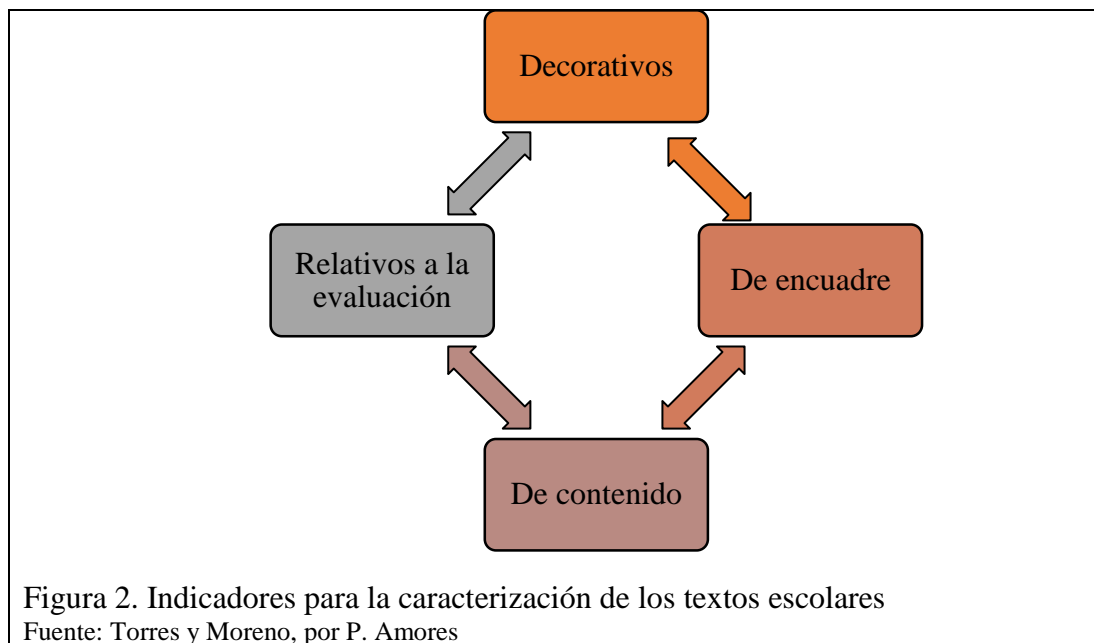 Decorativos
Relativos a la
evaluación
De encuadre
De contenido
Figura 2. Indicadores para la caracterización de los textos escolares
Fuente: Torres y Moreno, por P. Amores